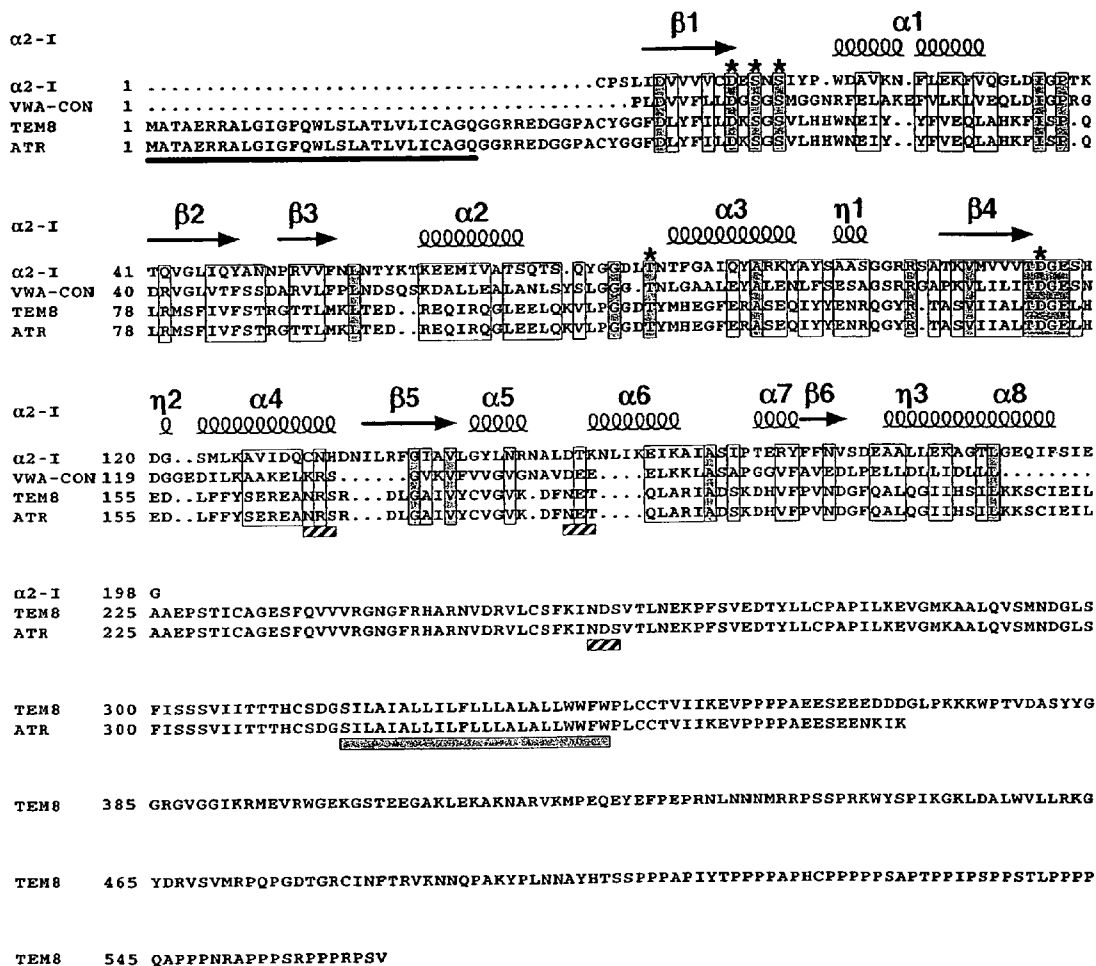 β1 α1
α2-I
* * *
α2-I 1 ......................................CPSLIDVVVVCDESNSIYP.WDAVKN.FLEKFVQGLDIGPTK
VWA-CON 1 .........................................PLDVVFLLDGSGSMGGNRFELAKEFVLKLVEQLDIGPRG
TEM8 1 MATAERRALGIGFQWLSLATLVLICAGQGGRREDGGPACYGGFDLYFILDKSGSVLHHWNEIY..YFVEQLAHKFISP.Q
ATR 1 MATAERRALGIGFQWLSLATLVLICAGQGGRREDGGPACYGGFDLYFILDKSGSVLHHWNEIY..YFVEQLAHKFISP.Q
β2 β3 α2 α3 η1 β4
α2-I
* *
α2-I 41 TQVGLIQYANNPRVVFNLNTYKTKEEMIVATSQTS.QYGGDLTNTFGAIQYARKYAYSAASGGRRSATKVMVVVTDGESH
VWA-CON 40 DRVGLVTFSSDARVLFPLNDSQSKDALLEALANLSYSLGGG.TNLGAALEYALENLFSESAGSRRGAPKVLILITDGESN
TEM8 78 LRMSFIVFSTRGTTLMKLTED..REQIRQGLEELQKVLPGGDTYMHEGFERASEQIYYENRQGYR.TASVIIALTDGELH
ATR 78 LRMSFIVFSTRGTTLMKLTED..REQIRQGLEELQKVLPGGDTYMHEGFERASEQIYYENRQGYR.TASVIIALTDGELH
η2 α4 β5 α5 α6 α7 β6 η3 α8
α2-I
α2-I 120 DG..SMLKAVIDQCNHDNILRFGIAVLGYLNRNALDTKNLIKEIKAIASIPTERYFFNVSDEAALLEKAGTLGEQIFSIE
VWA-CON 119 DGGEDILKAAKELKRS......GVKVFVVGVGNAVDEE....ELKKLASAPGGVFAVEDLPELLDLLIDLL.........
TEM8 155 ED..LFFYSEREANRSR...DLGAIVYCVGVK.DFNET....QLARIADSKDHVFPVNDGFQALQGIIHSILKKSCIEIL
ATR 155 ED..LFFYSEREANRSR...DLGAIVYCVGVK.DFNET....QLARIADSKDHVFPVNDGFQALQGIIHSILKKSCIEIL
α2-I 198 G
TEM8 225 AAEPSTICAGESFQVVVRGNGFRHARNVDRVLCSFKINDSVTLNEKPFSVEDTYLLCPAPILKEVGMKAALQVSMNDGLS
ATR 225 AAEPSTICAGESFQVVVRGNGFRHARNVDRVLCSFKINDSVTLNEKPFSVEDTYLLCPAPILKEVGMKAALQVSMNDGLS
TEM8 300 FISSSVIITTTHCSDGSILAIALLILFLLLALALLWWFWPLCCTVIIKEVPPPPAEESEEEDDDGLPKKKWPTVDASYYG
ATR 300 FISSSVIITTTHCSDGSILAIALLILFLLLALALLWWFWPLCCTVIIKEVPPPPAEESEENKIK
TEM8 385 GRGVGGIKRMEVRWGEKGSTEEGAKLEKAKNARVKMPEQEYEFPEPRNLNNNMRRPSSPRKWYSPIKGKLDALWVLLRKG
TEM8 465 YDRVSVMRPQPGDTGRCINFTRVKNNQPAKYPLNNAYHTSSPPPAPIYTPPPPAPHCPPPPPSAPTPPIPSPPSTLPPPP
TEM8 545 QAPPPNRAPPPSRPPPRPSV